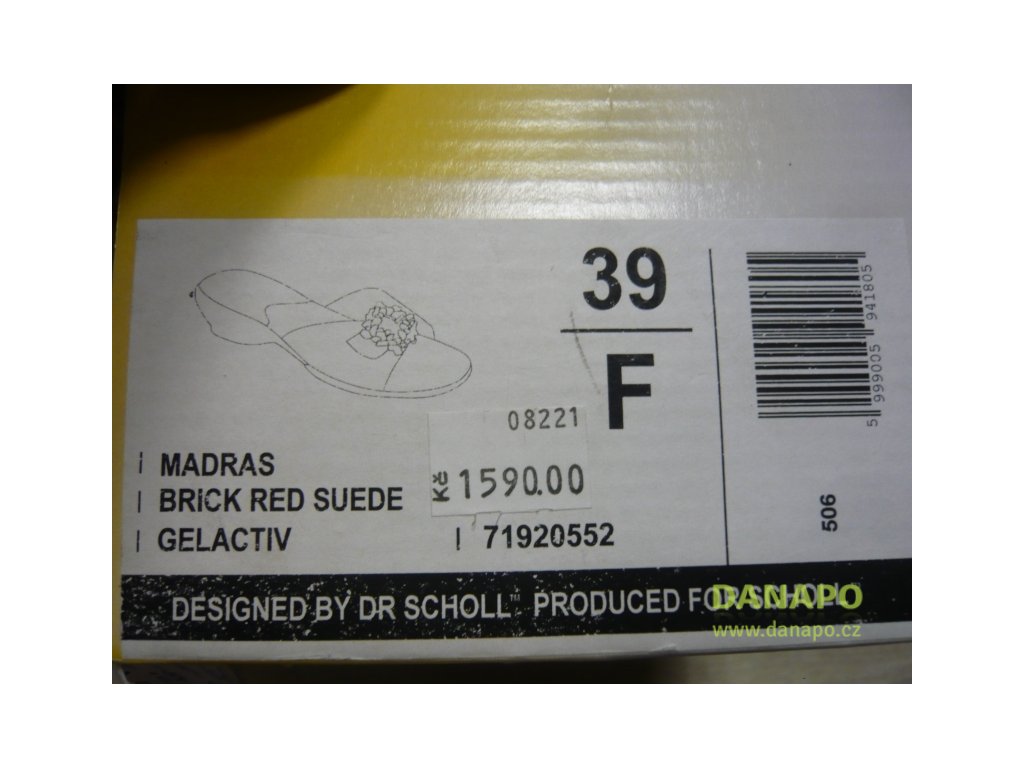 39
F
08221
Kč 1590.00
MADRAS
BRICK RED SUEDE
GELACTIV
71920552
5 999005 941805
506
DESIGNED BY DR SCHOLL™ PRODUCED FOR SCHOLL
DANAPO
www.danapo.cz